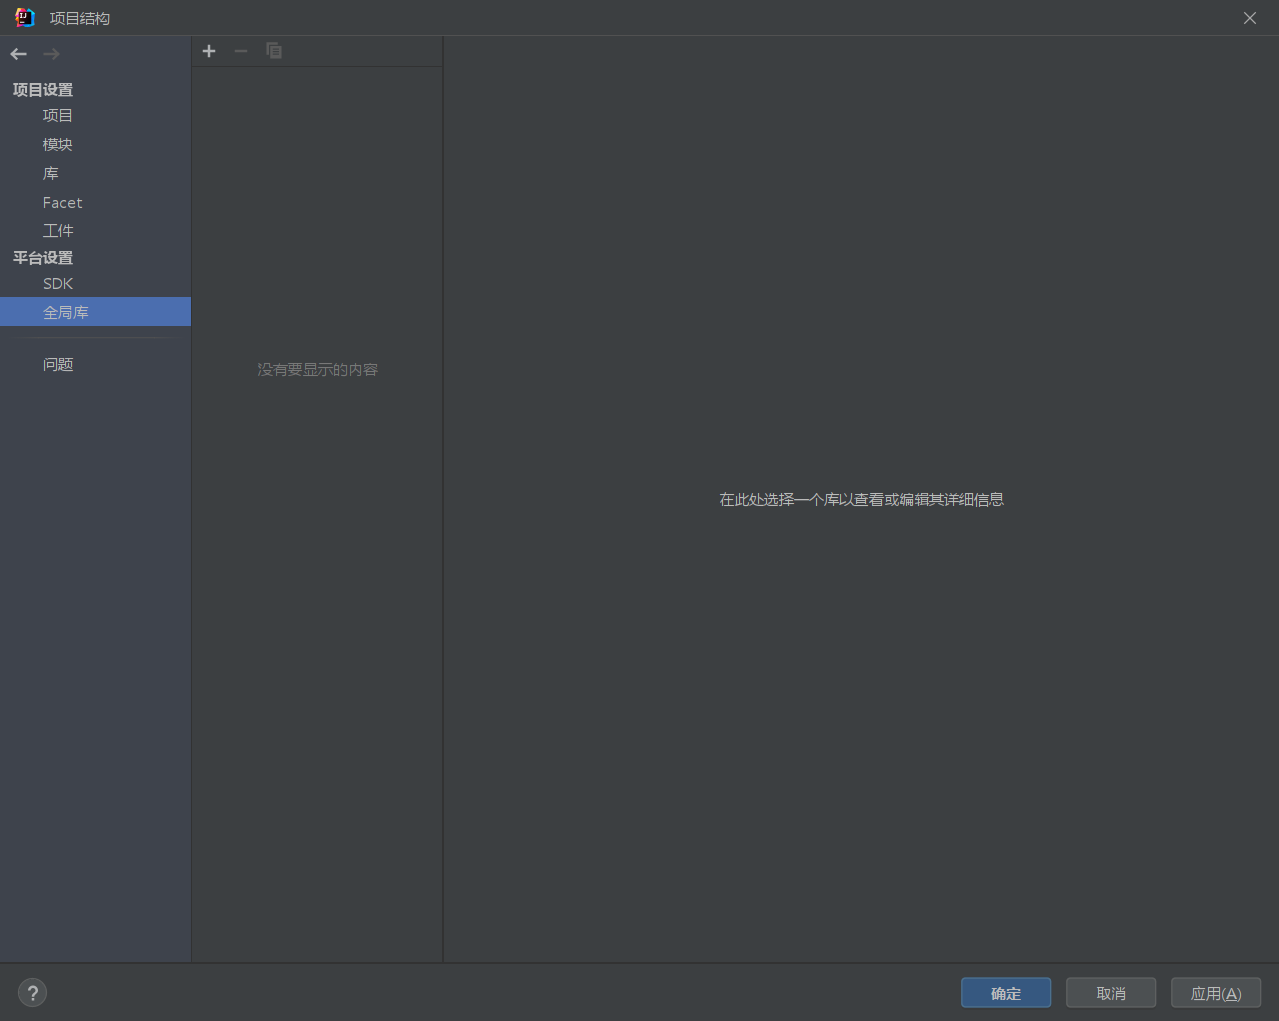 项目结构
项目设置
项目
模块
库
Facet
工件
平台设置
SDK
全局库
问题
没有要显示的内容
在此处选择一个库以查看或编辑其详细信息
?
确定
取消
应用(A)